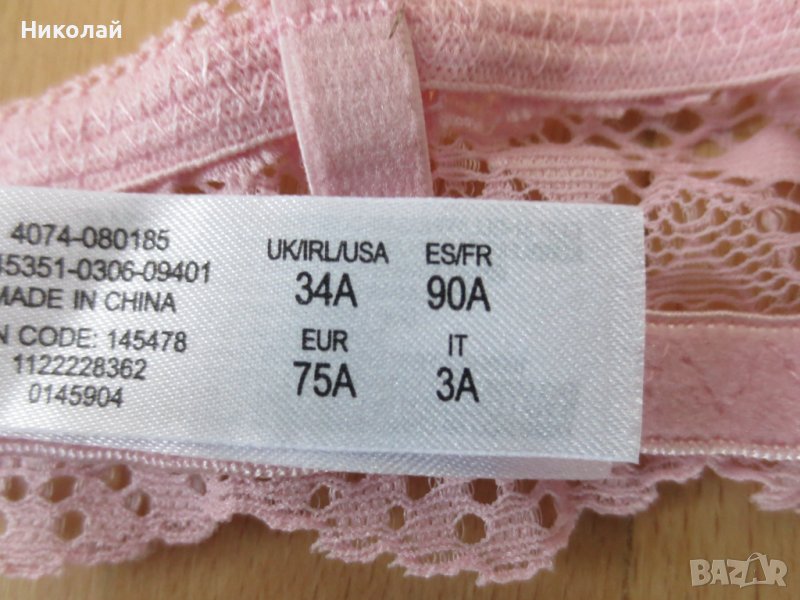 Николай
4074-080185
45351-0306-09401
MADE IN CHINA
N CODE: 145478
1122228362
0145904
UK/IRL/USA ES/FR
34A 90A
EUR IT
75A 3A
BAZAR